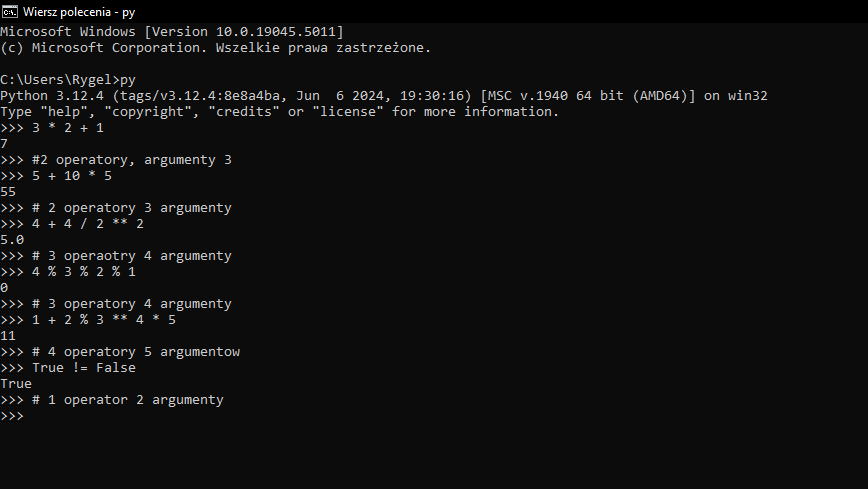 Wiersz polecenia - py
Microsoft Windows [Version 10.0.19045.5011]
(c) Microsoft Corporation. Wszelkie prawa zastrzeżone.
C:\Users\Rygel>py
Python 3.12.4 (tags/v3.12.4:8e8a4ba, Jun  6 2024, 19:30:16) [MSC v.1940 64 bit (AMD64)] on win32
Type "help", "copyright", "credits" or "license" for more information.
>>> 3 * 2 + 1
7
>>> #2 operatory, argumenty 3
>>> 5 + 10 * 5
55
>>> # 2 operatory 3 argumenty
>>> 4 + 4 / 2 ** 2
5.0
>>> # 3 operaotry 4 argumenty
>>> 4 % 3 % 2 % 1
0
>>> # 3 operatory 4 argumenty
>>> 1 + 2 % 3 ** 4 * 5
11
>>> # 4 operatory 5 argumentow
>>> True != False
True
>>> # 1 operator 2 argumenty
>>>